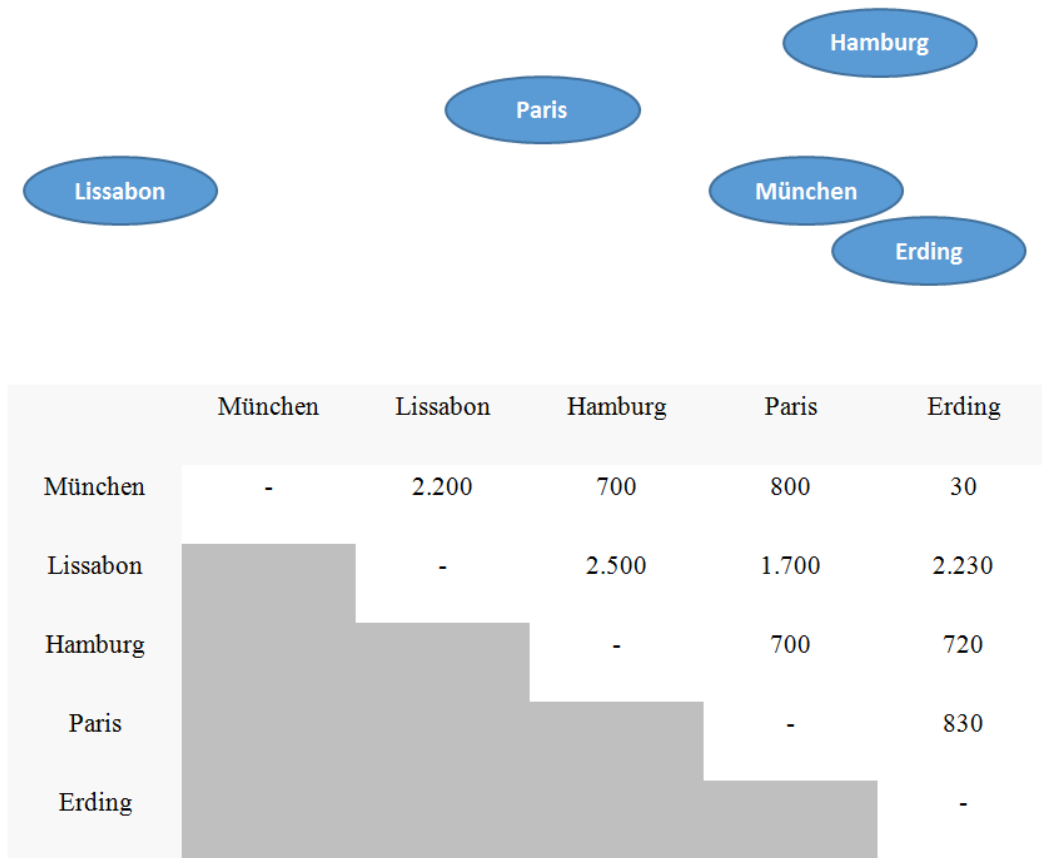 Hamburg
Paris
Lissabon
München
Erding
München Lissabon Hamburg Paris Erding
München - 2.200 700 800 30
Lissabon - 2.500 1.700 2.230
Hamburg - 700 720
Paris - 830
Erding -